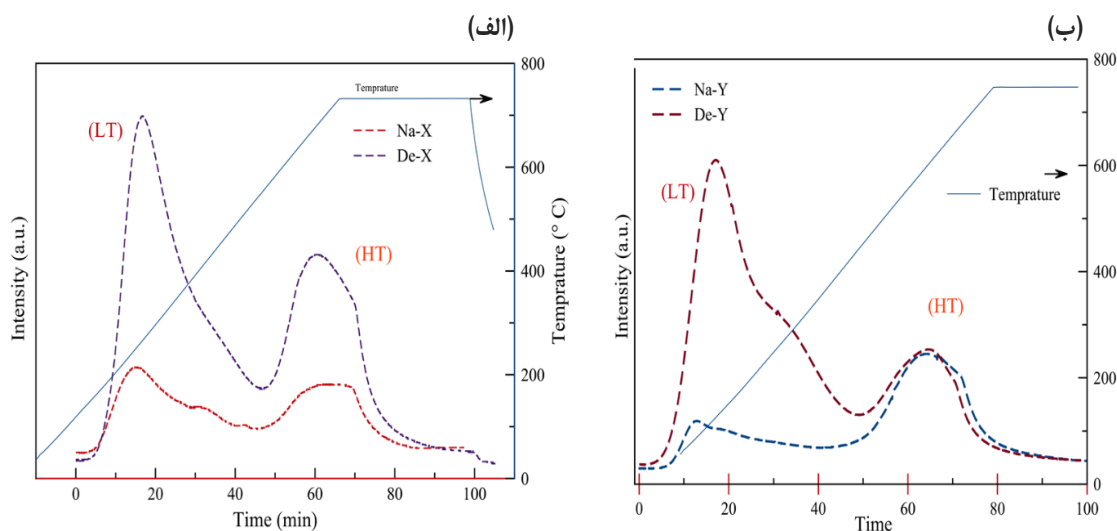 (الف)
800
Temprature
(LT)
Na-X
De-X
600
(HT)
400
200
0
Intensity (a.u.)
Temprature (° C)
0 20 40 60 80 100
Time (min)
(ب)
800
Na-Y
De-Y
600
(LT)
Temprature
400
(HT)
200
0
Intensity (a.u.)
0 20 40 60 80 100
Time